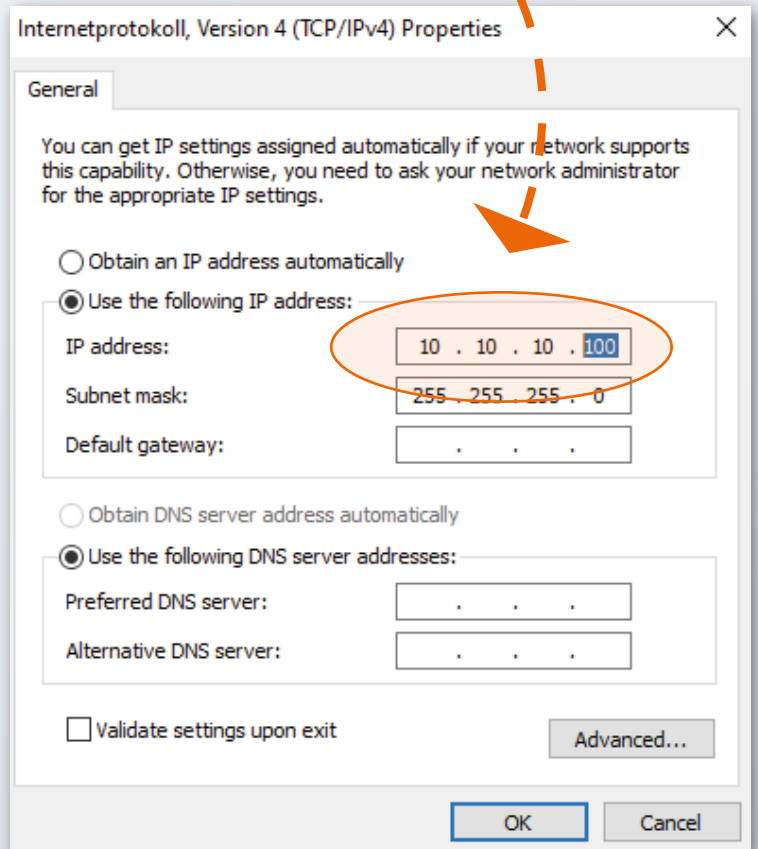 Internetprotokoll, Version 4 (TCP/IPv4) Properties
General
You can get IP settings assigned automatically if your network supports
this capability. Otherwise, you need to ask your network administrator
for the appropriate IP settings.
Obtain an IP address automatically
Use the following IP address:
IP address: 10 . 10 . 10 . 100
Subnet mask: 255 . 255 . 255 . 0
Default gateway: . . .
Obtain DNS server address automatically
Use the following DNS server addresses:
Preferred DNS server: . . .
Alternative DNS server: . . .
Validate settings upon exit
Advanced...
OK Cancel